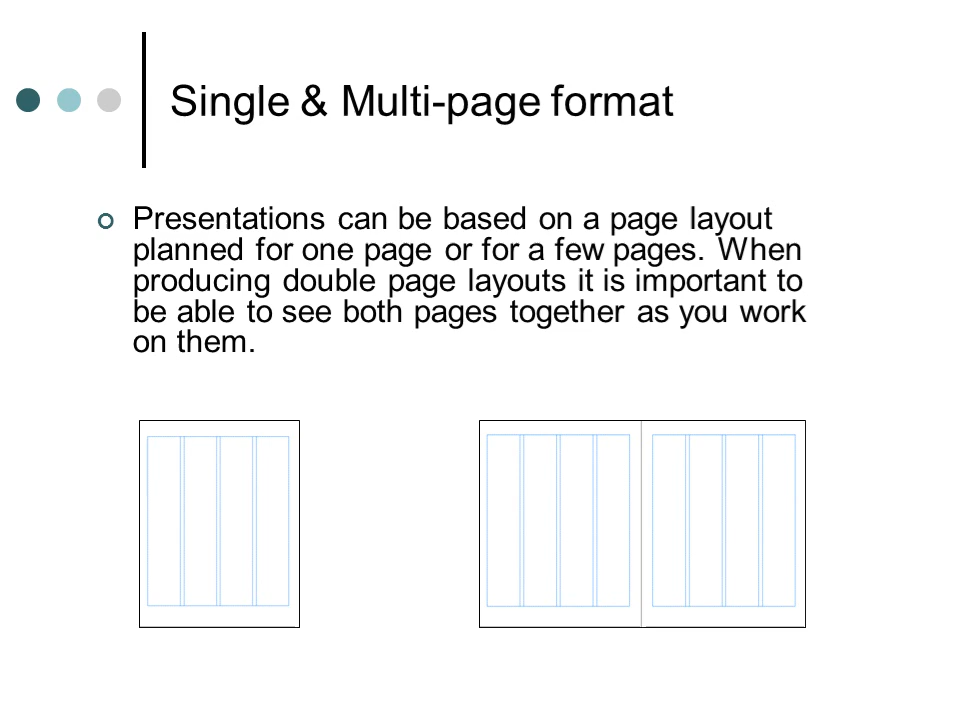 Single & Multi-page format
Presentations can be based on a page layout
planned for one page or for a few pages. When
producing double page layouts it is important to
be able to see both pages together as you work
on them.